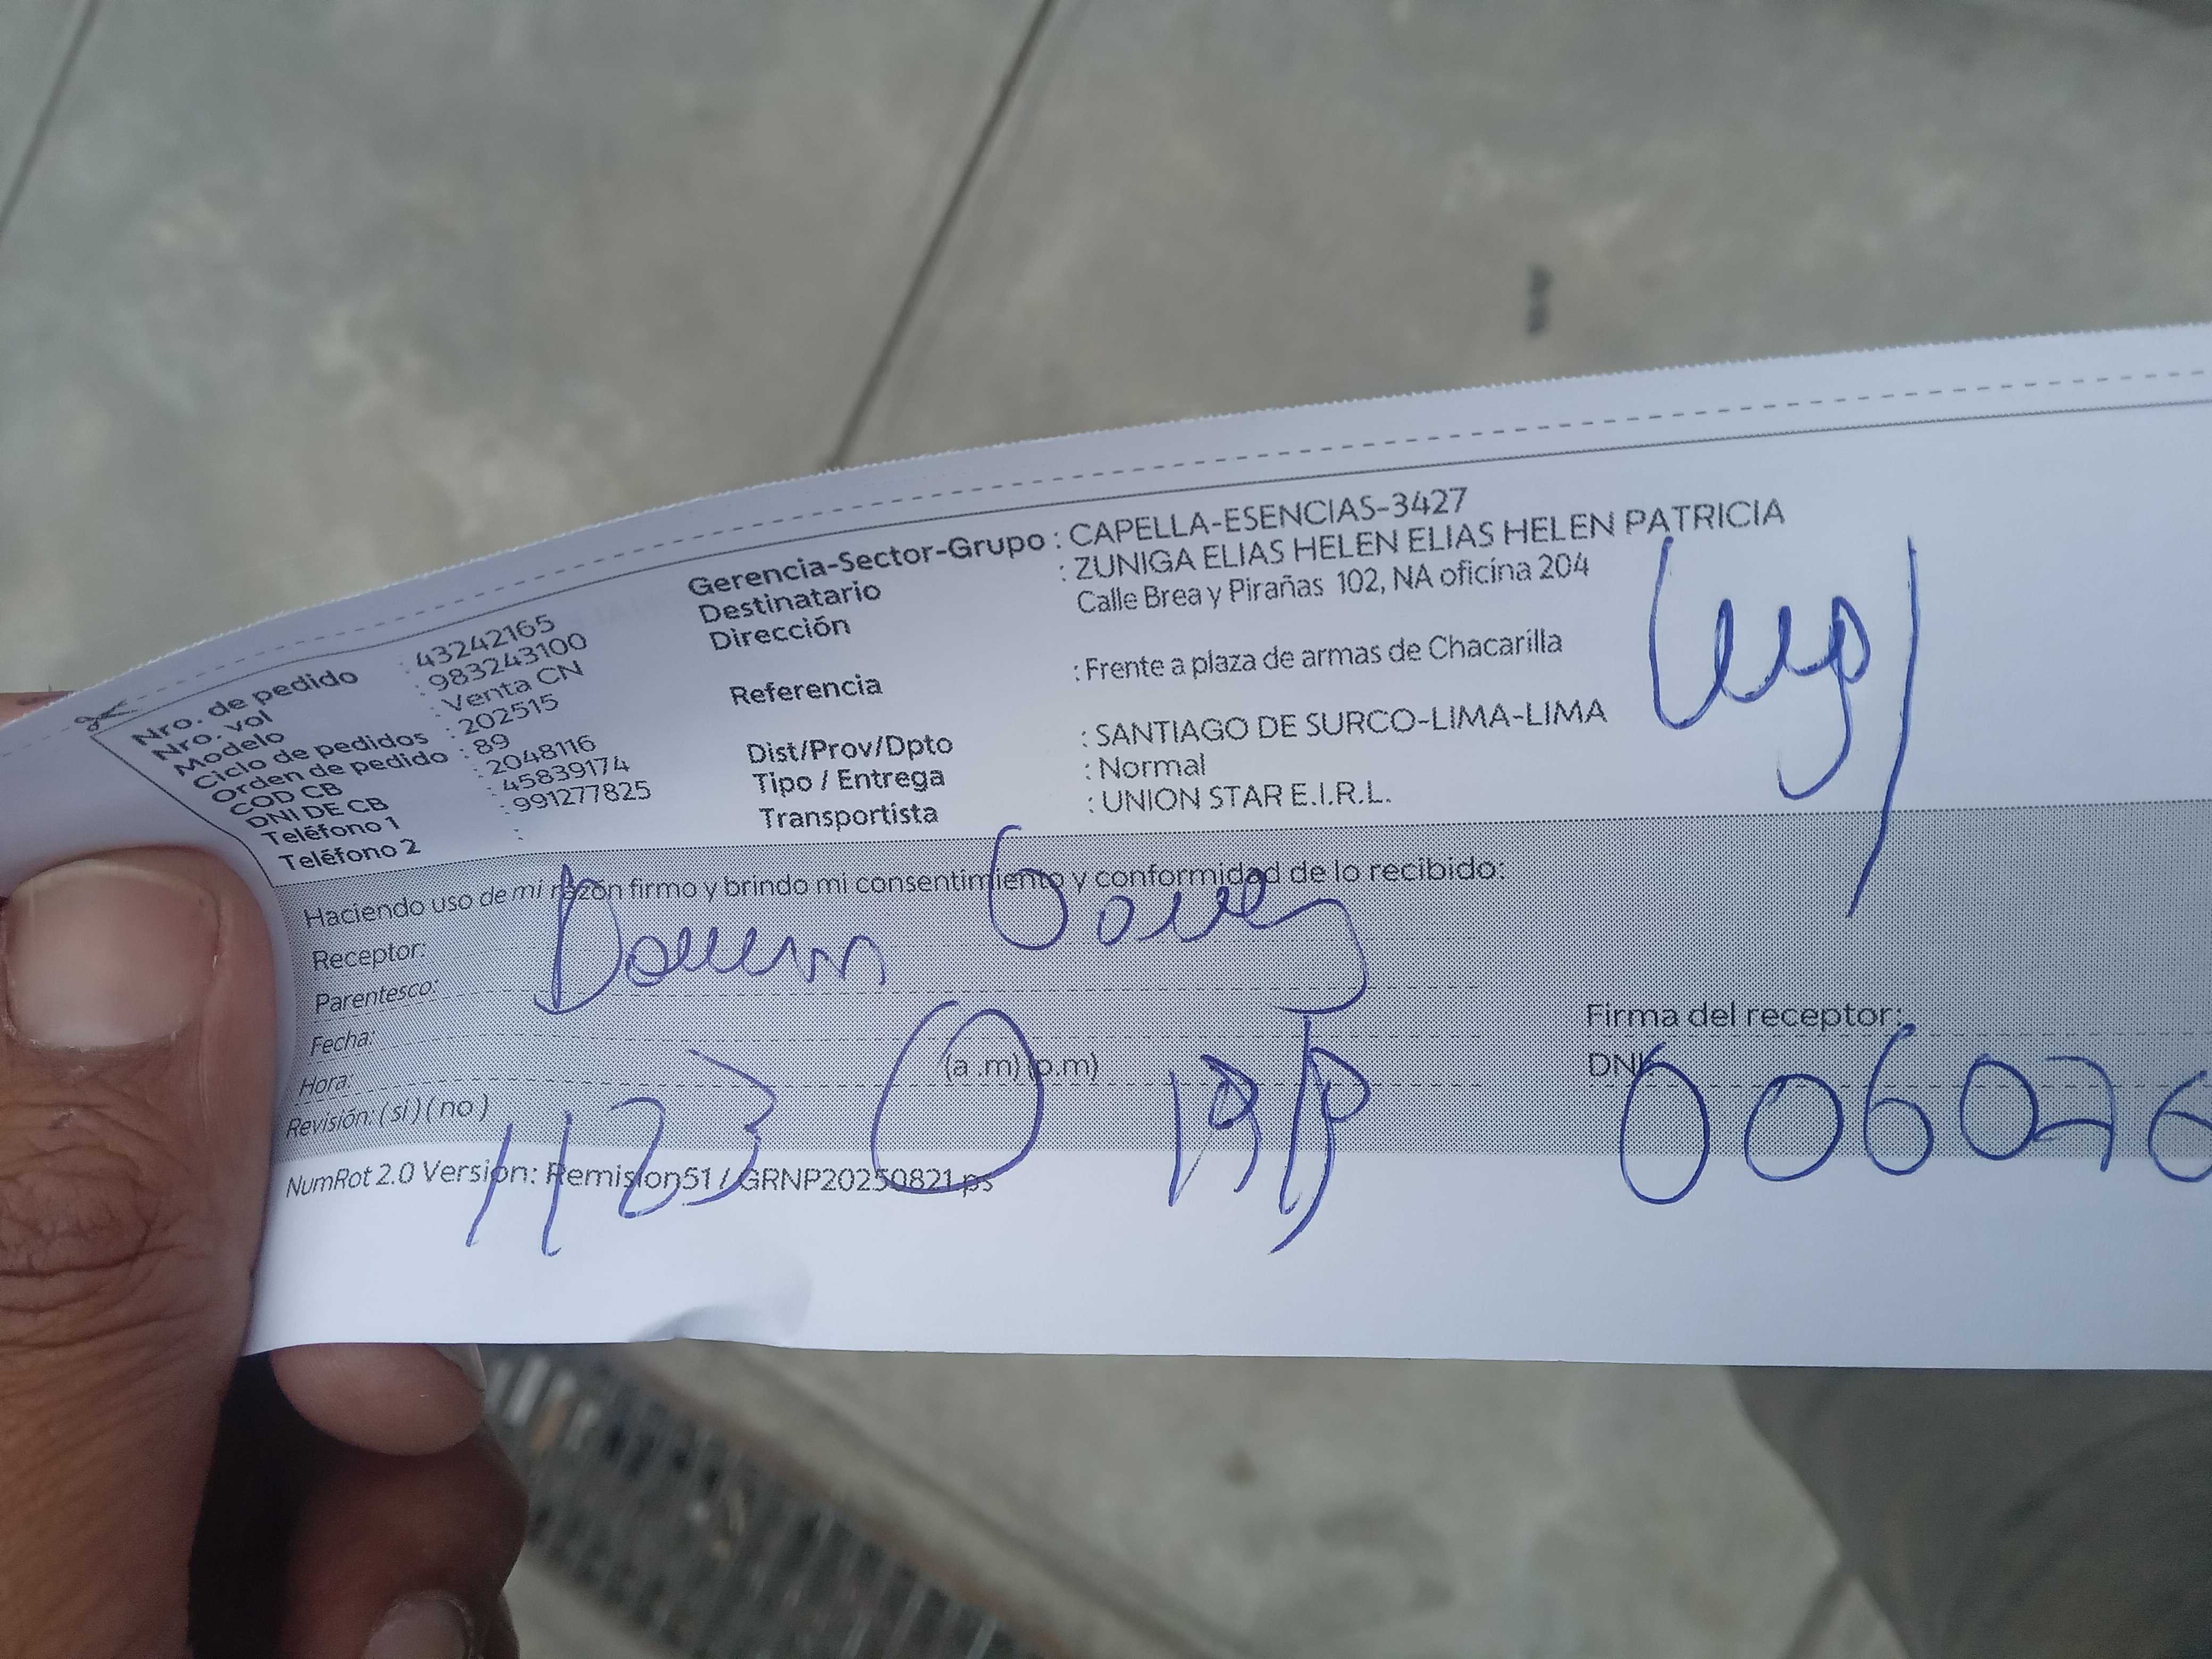 Nro. de pedido : 43242165
Nro. vol : 983243100
Modelo : Venta CN
Ciclo de pedidos : 202515
Orden de pedido : 89
COD CB : 2048116
DNI DE CB : 45839174
Teléfono 1 : 991277825
Teléfono 2 :
Gerencia-Sector-Grupo : CAPELLA-ESENCIAS-3427
Destinatario : ZUNIGA ELIAS HELEN ELIAS HELEN PATRICIA
Dirección Calle Brea y Pirañas 102, NA oficina 204
Referencia : Frente a plaza de armas de Chacarilla
Dist/Prov/Dpto : SANTIAGO DE SURCO-LIMA-LIMA
Tipo / Entrega : Normal
Transportista : UNION STAR E.I.R.L.
Haciendo uso de mi razón firmo y brindo mi consentimiento y conformidad de lo recibido:
Receptor:
Parentesco:
Fecha:
Hora: (a .m) (p.m)
Revisión: ( si ) ( no )
Firma del receptor:
DNI
1123
NumRot 2.0 Version: Remision51 / GRNP20250821.ps